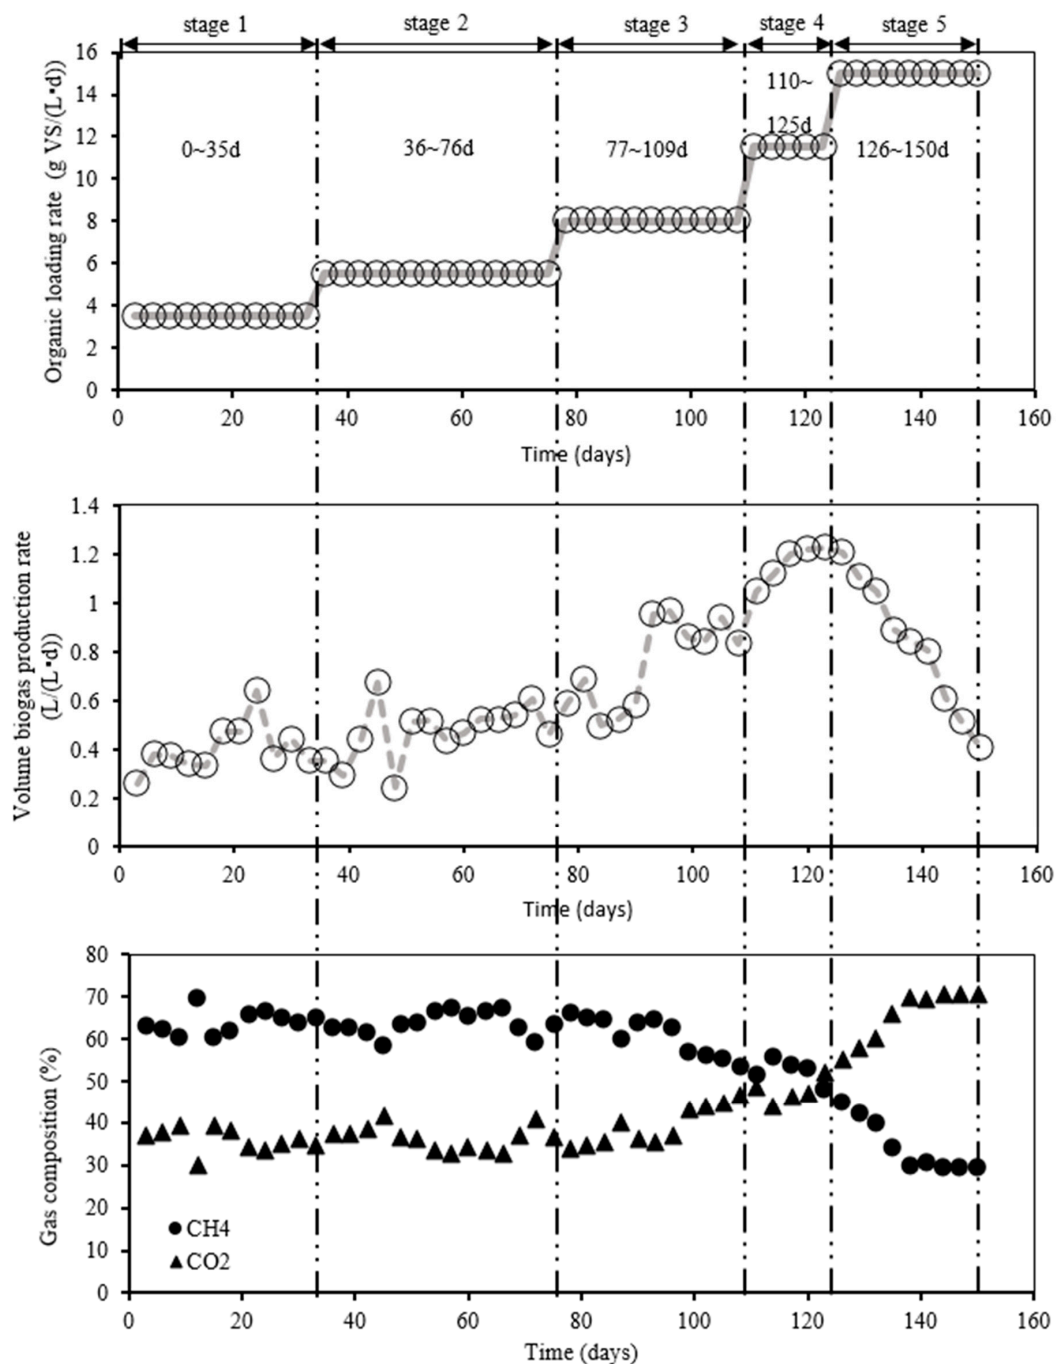 stage 1 stage 2 stage 3 stage 4 stage 5
Organic loading rate (g VS/(L•d))
16
14
12
10
8
6
4
2
0
0~35d
36~76d
77~109d
110~
125d
126~150d
0 20 40 60 80 100 120 140 160
Time (days)
Volume biogas production rate
(L/(L•d))
1.4
1.2
1
0.8
0.6
0.4
0.2
0
0 20 40 60 80 100 120 140 160
Time (days)
Gas composition (%)
80
70
60
50
40
30
20
10
0
CH4
CO2
0 20 40 60 80 100 120 140 160
Time (days)